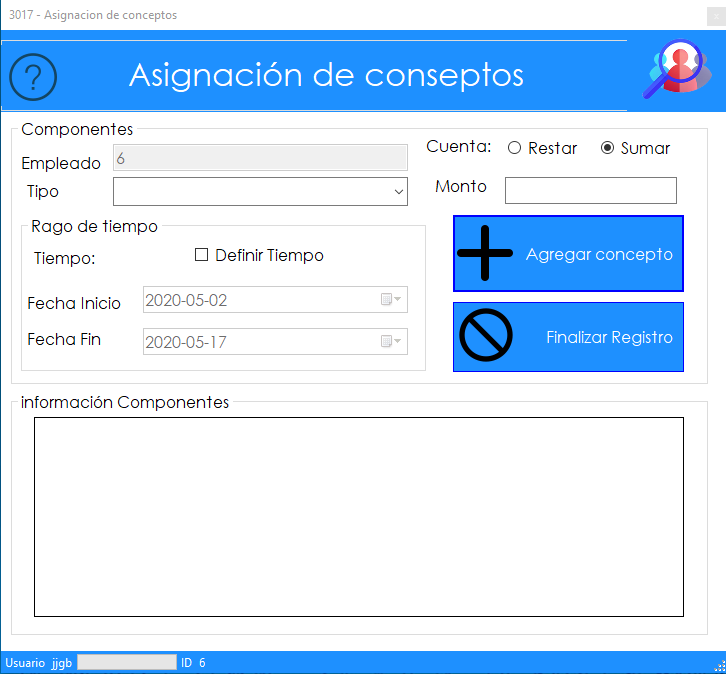 3017 - Asignacion de conceptos
?
Asignación de conseptos
Componentes
Empleado 6
Cuenta: Restar Sumar
Tipo
Monto
Rago de tiempo
Tiempo: Definir Tiempo
Agregar concepto
Fecha Inicio 2020-05-02
Fecha Fin 2020-05-17
Finalizar Registro
información Componentes
Usuario jjgb ID 6